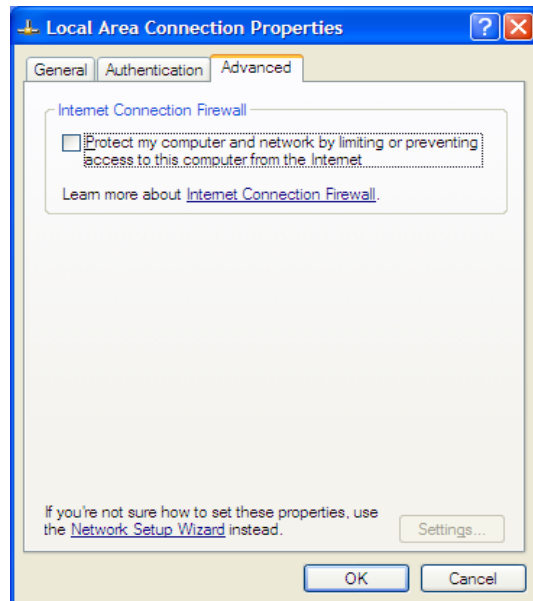 Local Area Connection Properties
General Authentication Advanced
Internet Connection Firewall
Protect my computer and network by limiting or preventing
access to this computer from the Internet
Learn more about Internet Connection Firewall.
If you're not sure how to set these properties, use
the Network Setup Wizard instead.
Settings...
OK Cancel